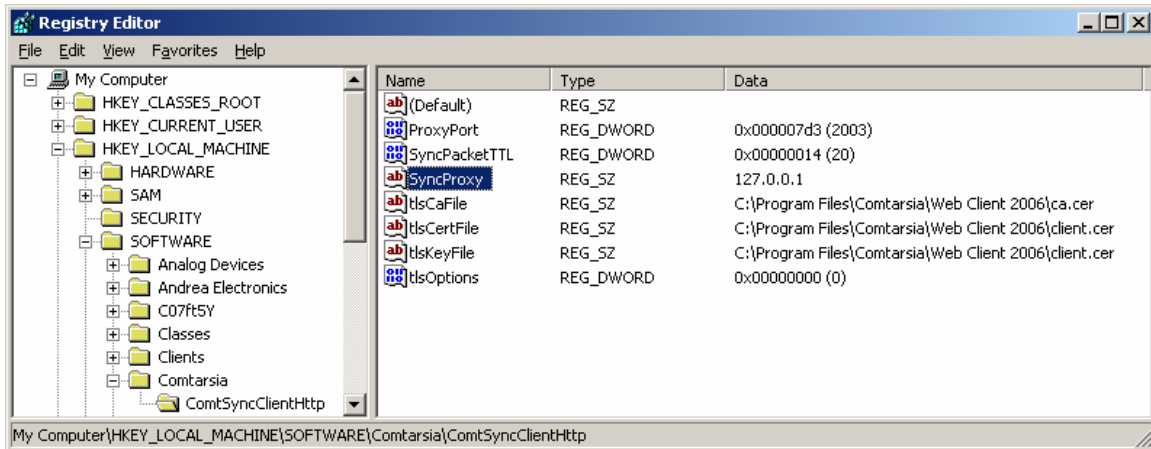 Registry Editor
File Edit View Favorites Help
My Computer
HKEY_CLASSES_ROOT
HKEY_CURRENT_USER
HKEY_LOCAL_MACHINE
HARDWARE
SAM
SECURITY
SOFTWARE
Analog Devices
Andrea Electronics
C07ft5Y
Classes
Clients
Comtarsia
ComtSyncClientHttp
Name Type Data
(Default) REG_SZ
ProxyPort REG_DWORD 0x000007d3 (2003)
SyncPacketTTL REG_DWORD 0x00000014 (20)
SyncProxy REG_SZ 127.0.0.1
tlsCaFile REG_SZ C:\Program Files\Comtarsia\Web Client 2006\ca.cer
tlsCertFile REG_SZ C:\Program Files\Comtarsia\Web Client 2006\client.cer
tlsKeyFile REG_SZ C:\Program Files\Comtarsia\Web Client 2006\client.cer
tlsOptions REG_DWORD 0x00000000 (0)
My Computer\HKEY_LOCAL_MACHINE\SOFTWARE\Comtarsia\ComtSyncClientHttp